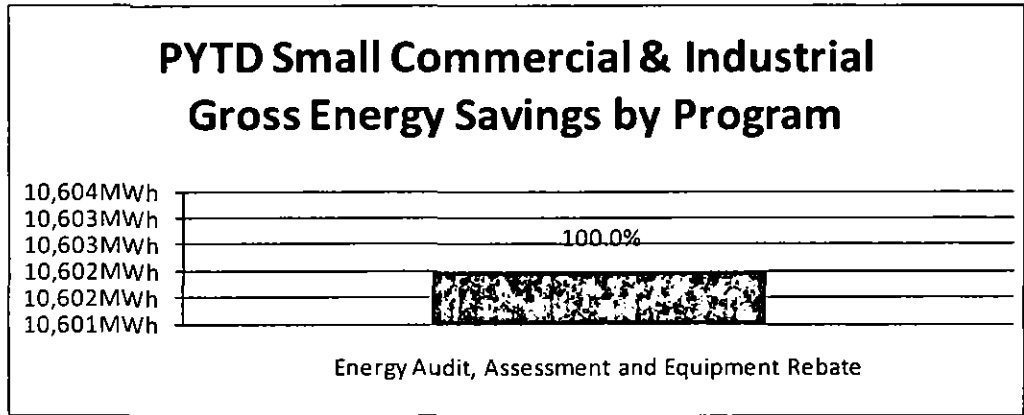 PYTD Small Commercial & Industrial
Gross Energy Savings by Program
10,604MWh
10,603MWh
10,603MWh
100.0%
10,602MWh
10,602MWh
10,601MWh
Energy Audit, Assessment and Equipment Rebate